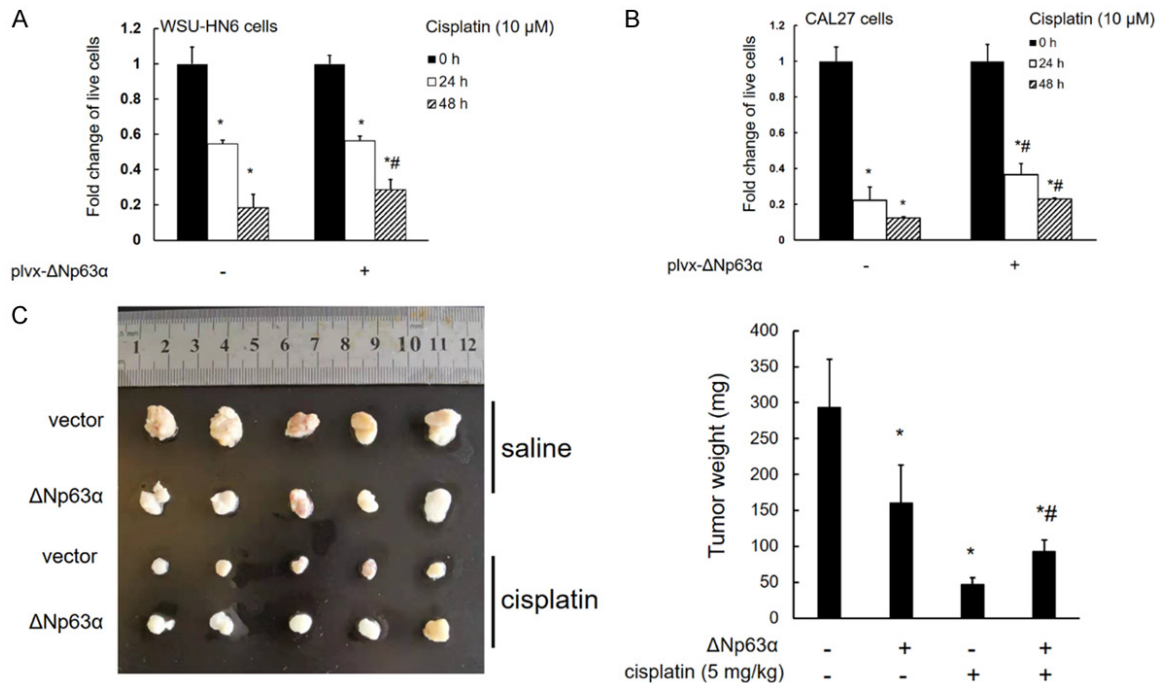 A
WSU-HN6 cells
Cisplatin (10 μM)
0 h
24 h
48 h
Fold change of live cells
1.2
1
0.8
0.6
0.4
0.2
0
*
*
*
*#
plvx-ΔNp63α
-
+
B
CAL27 cells
Cisplatin (10 μM)
0 h
24 h
48 h
Fold change of live cells
1.2
1
0.8
0.6
0.4
0.2
0
*
*
*#
*#
plvx-ΔNp63α
-
+
C
mm
1 2 3 4 5 6 7 8 9 10 11 12
vector
ΔNp63α
saline
vector
ΔNp63α
cisplatin
Tumor weight (mg)
400
350
300
250
200
150
100
50
0
*
*
*#
ΔNp63α - + - +
cisplatin (5 mg/kg) - - + +